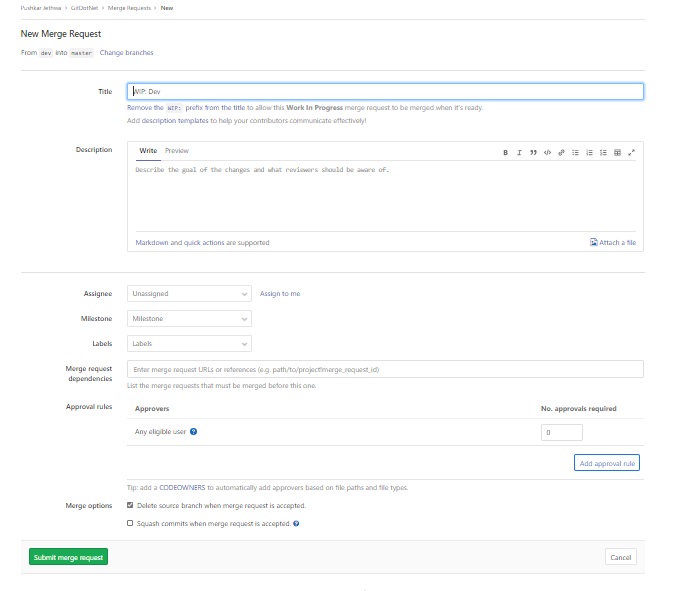 Pushkar Jethwa > GitDotNet > Merge Requests > New
New Merge Request
From dev into master Change branches
Title
WIP: Dev
Remove the WIP: prefix from the title to allow this Work In Progress merge request to be merged when it's ready.
Add description templates to help your contributors communicate effectively!
Description
Write Preview
Describe the goal of the changes and what reviewers should be aware of.
Markdown and quick actions are supported
Attach a file
Assignee
Unassigned
Assign to me
Milestone
Milestone
Labels
Labels
Merge request
dependencies
Enter merge request URLs or references (e.g. path/to/project!merge_request_id)
List the merge requests that must be merged before this one.
Approval rules
Approvers
No. approvals required
Any eligible user
0
Add approval rule
Tip: add a CODEOWNERS to automatically add approvers based on file paths and file types.
Merge options
Delete source branch when merge request is accepted.
Squash commits when merge request is accepted.
Submit merge request
Cancel